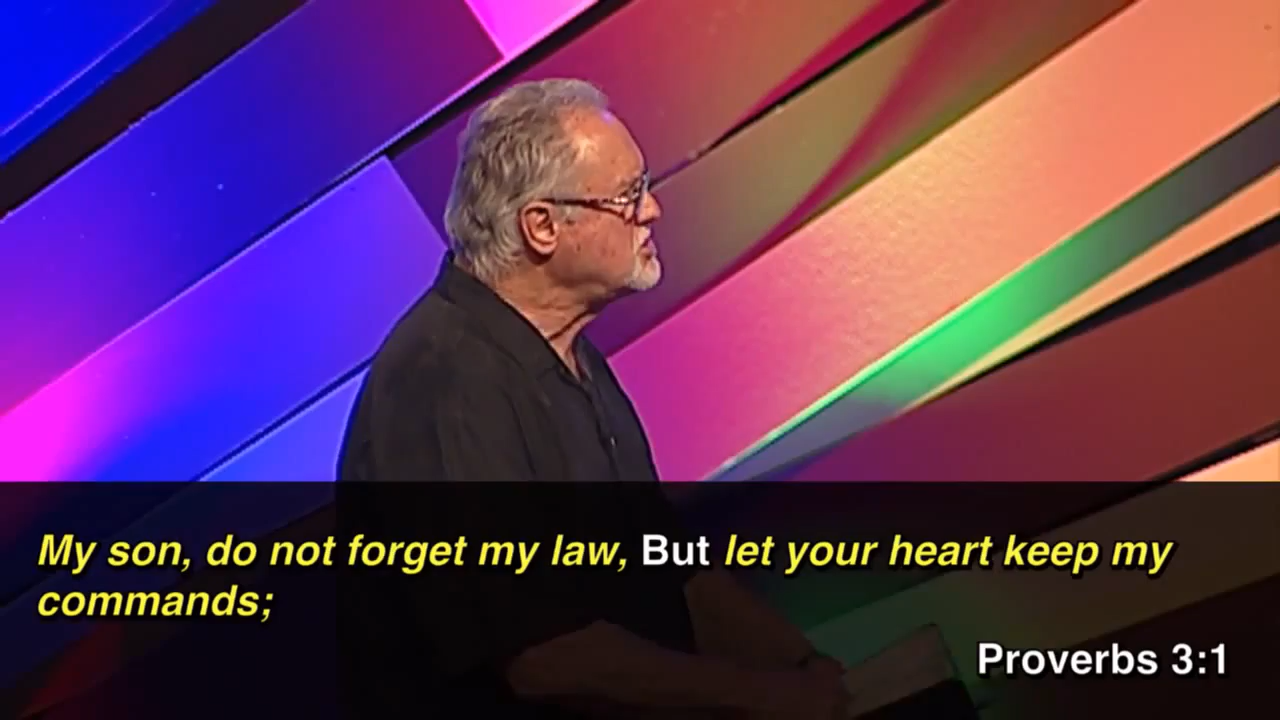 My son, do not forget my law, But let your heart keep my
commands;
Proverbs 3:1